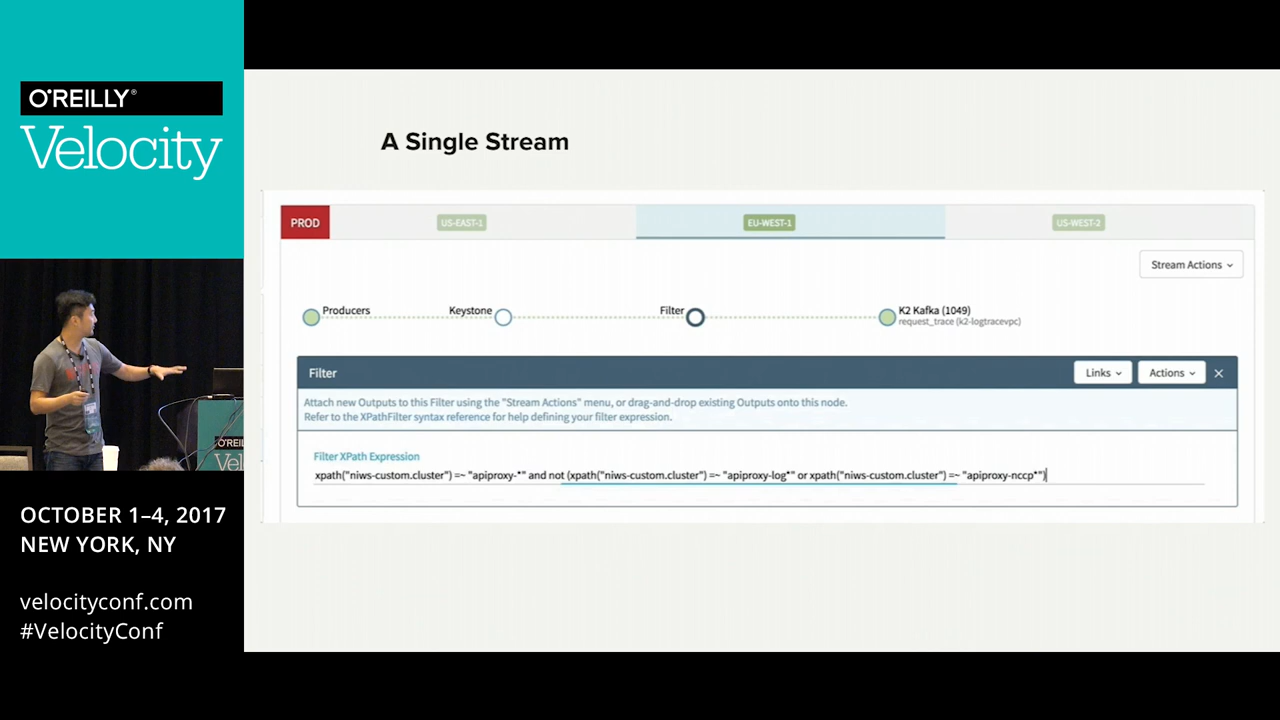 O'REILLY®
Velocity
OCTOBER 1–4, 2017
NEW YORK, NY
velocityconf.com
#VelocityConf
A Single Stream
PROD
US-EAST-1
EU-WEST-1
US-WEST-2
Stream Actions
Producers
Keystone
Filter
K2 Kafka (1049)
request_trace (k2-logtracevpc)
Filter
Links
Actions
Attach new Outputs to this Filter using the "Stream Actions" menu, or drag-and-drop existing Outputs onto this node.
Refer to the XPathFilter syntax reference for help defining your filter expression.
Filter XPath Expression
xpath("niws-custom.cluster") =~ "apiproxy-*" and not (xpath("niws-custom.cluster") =~ "apiproxy-log*" or xpath("niws-custom.cluster") =~ "apiproxy-nccp*")
O'REIL
Vel